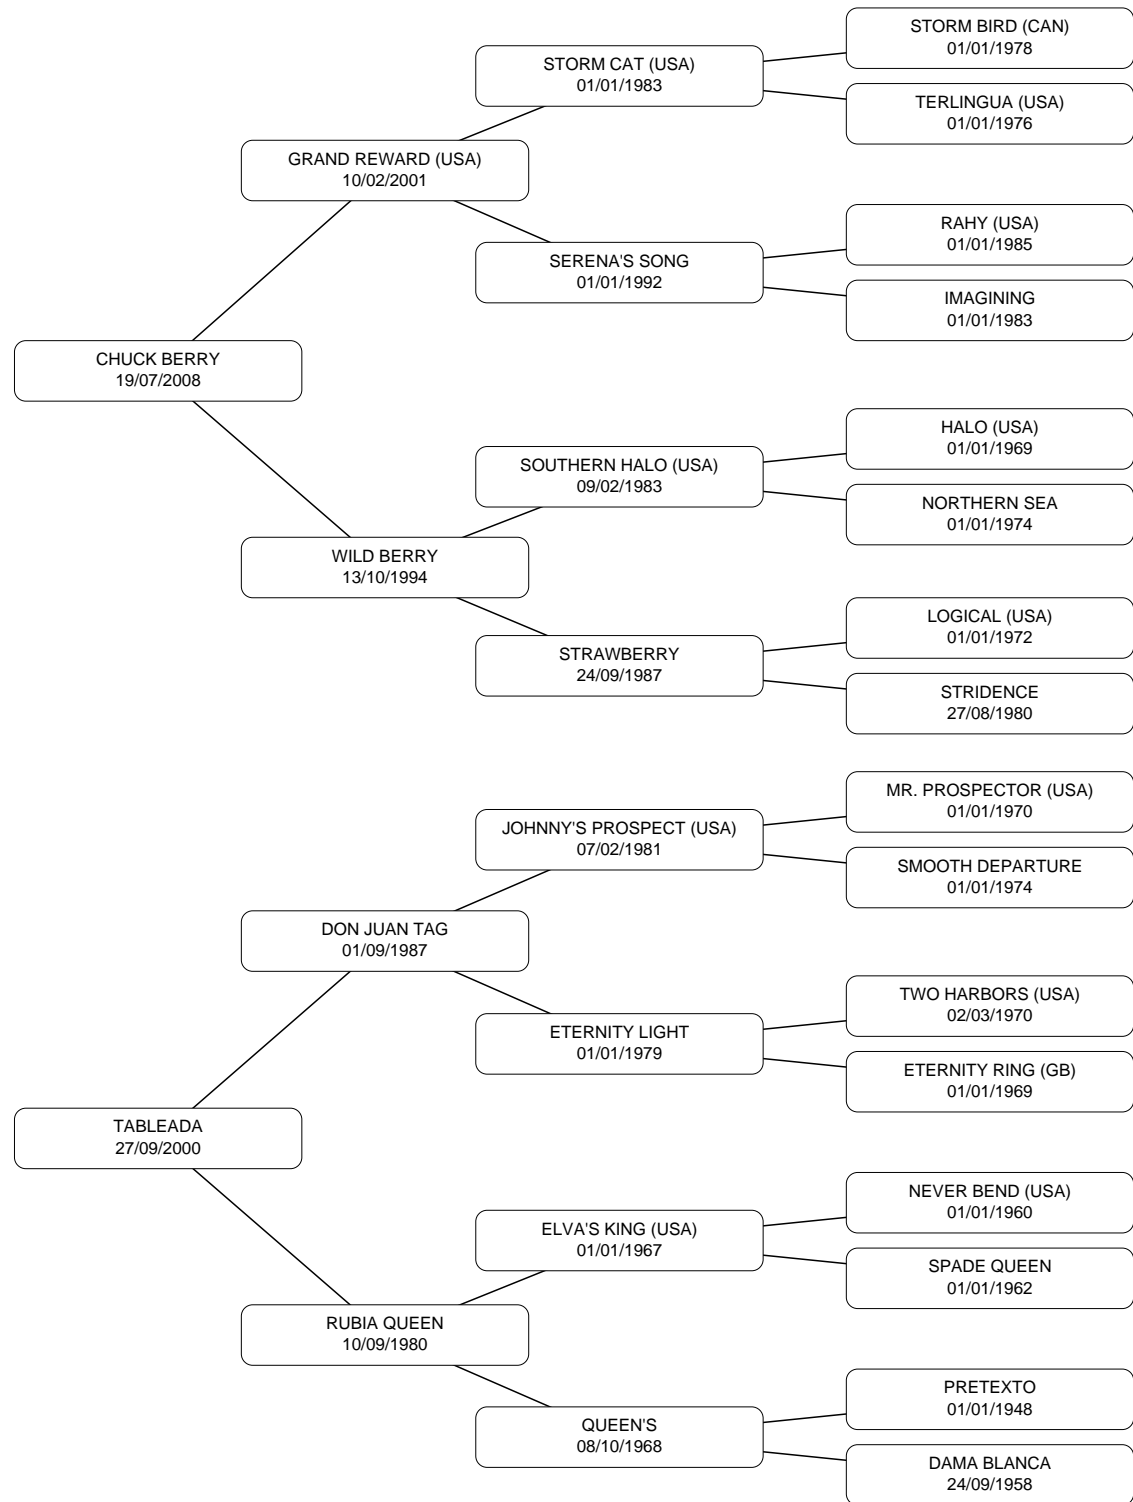 STORM BIRD (CAN)
01/01/1978
STORM CAT (USA)
01/01/1983
TERLINGUA (USA)
01/01/1976
GRAND REWARD (USA)
10/02/2001
RAHY (USA)
01/01/1985
SERENA'S SONG
01/01/1992
IMAGINING
01/01/1983
CHUCK BERRY
19/07/2008
HALO (USA)
01/01/1969
SOUTHERN HALO (USA)
09/02/1983
NORTHERN SEA
01/01/1974
WILD BERRY
13/10/1994
LOGICAL (USA)
01/01/1972
STRAWBERRY
24/09/1987
STRIDENCE
27/08/1980
MR. PROSPECTOR (USA)
01/01/1970
JOHNNY'S PROSPECT (USA)
07/02/1981
SMOOTH DEPARTURE
01/01/1974
DON JUAN TAG
01/09/1987
TWO HARBORS (USA)
02/03/1970
ETERNITY LIGHT
01/01/1979
ETERNITY RING (GB)
01/01/1969
TABLEADA
27/09/2000
NEVER BEND (USA)
01/01/1960
ELVA'S KING (USA)
01/01/1967
SPADE QUEEN
01/01/1962
RUBIA QUEEN
10/09/1980
PRETEXTO
01/01/1948
QUEEN'S
08/10/1968
DAMA BLANCA
24/09/1958